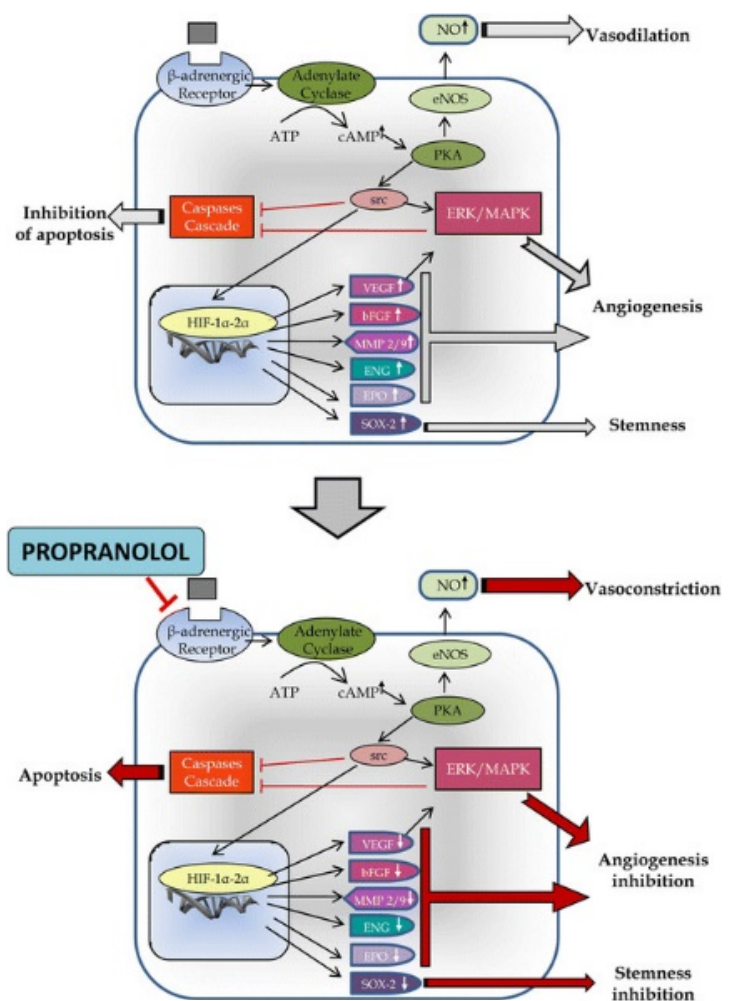 NO↑
Vasodilation
β-adrenergic
Receptor
Adenylate
Cyclase
eNOS
ATP
cAMP↑
PKA
src
Caspases
Cascade
ERK/MAPK
Inhibition
of apoptosis
VEGF↑
bFGF↑
MMP 2/9↑
ENG↑
EPO↑
SOX-2↑
HIF-1α-2α
Angiogenesis
Stemness
PROPRANOLOL
NO↑
Vasoconstriction
β-adrenergic
Receptor
Adenylate
Cyclase
eNOS
ATP
cAMP↑
PKA
src
Caspases
Cascade
ERK/MAPK
Apoptosis
VEGF↓
bFGF↓
MMP 2/9↓
ENG↓
EPO↓
SOX-2↓
HIF-1α-2α
Angiogenesis
inhibition
Stemness
inhibition